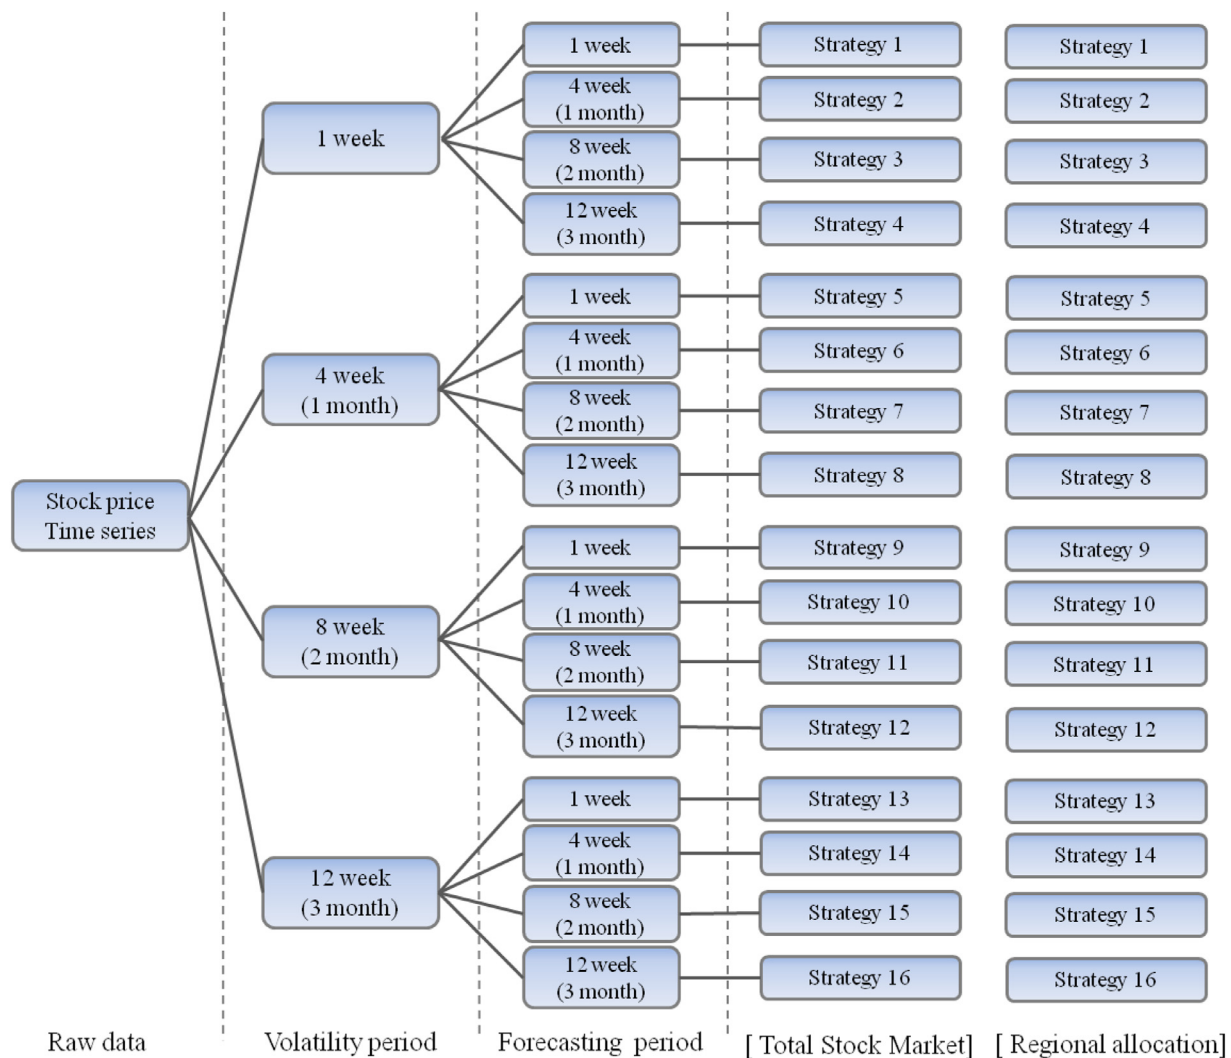 Stock price
Time series
1 week
4 week
(1 month)
8 week
(2 month)
12 week
(3 month)
1 week
4 week
(1 month)
8 week
(2 month)
12 week
(3 month)
1 week
4 week
(1 month)
8 week
(2 month)
12 week
(3 month)
1 week
4 week
(1 month)
8 week
(2 month)
12 week
(3 month)
1 week
4 week
(1 month)
8 week
(2 month)
12 week
(3 month)
Strategy 1
Strategy 2
Strategy 3
Strategy 4
Strategy 5
Strategy 6
Strategy 7
Strategy 8
Strategy 9
Strategy 10
Strategy 11
Strategy 12
Strategy 13
Strategy 14
Strategy 15
Strategy 16
Strategy 1
Strategy 2
Strategy 3
Strategy 4
Strategy 5
Strategy 6
Strategy 7
Strategy 8
Strategy 9
Strategy 10
Strategy 11
Strategy 12
Strategy 13
Strategy 14
Strategy 15
Strategy 16
Raw data
Volatility period
Forecasting period
[ Total Stock Market]
[ Regional allocation]